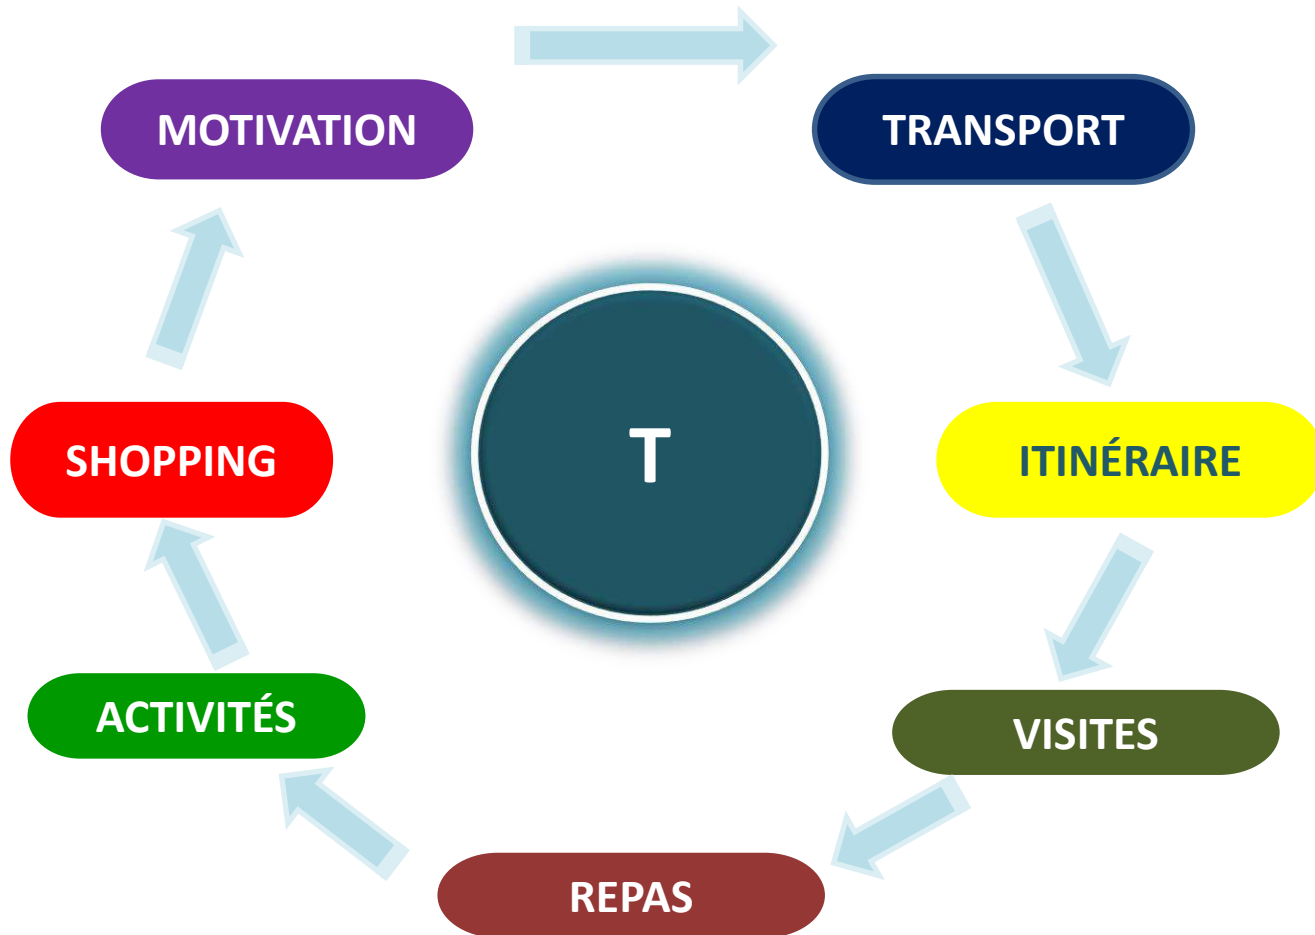 MOTIVATION
TRANSPORT
ITINÉRAIRE
VISITES
REPAS
ACTIVITÉS
SHOPPING
T